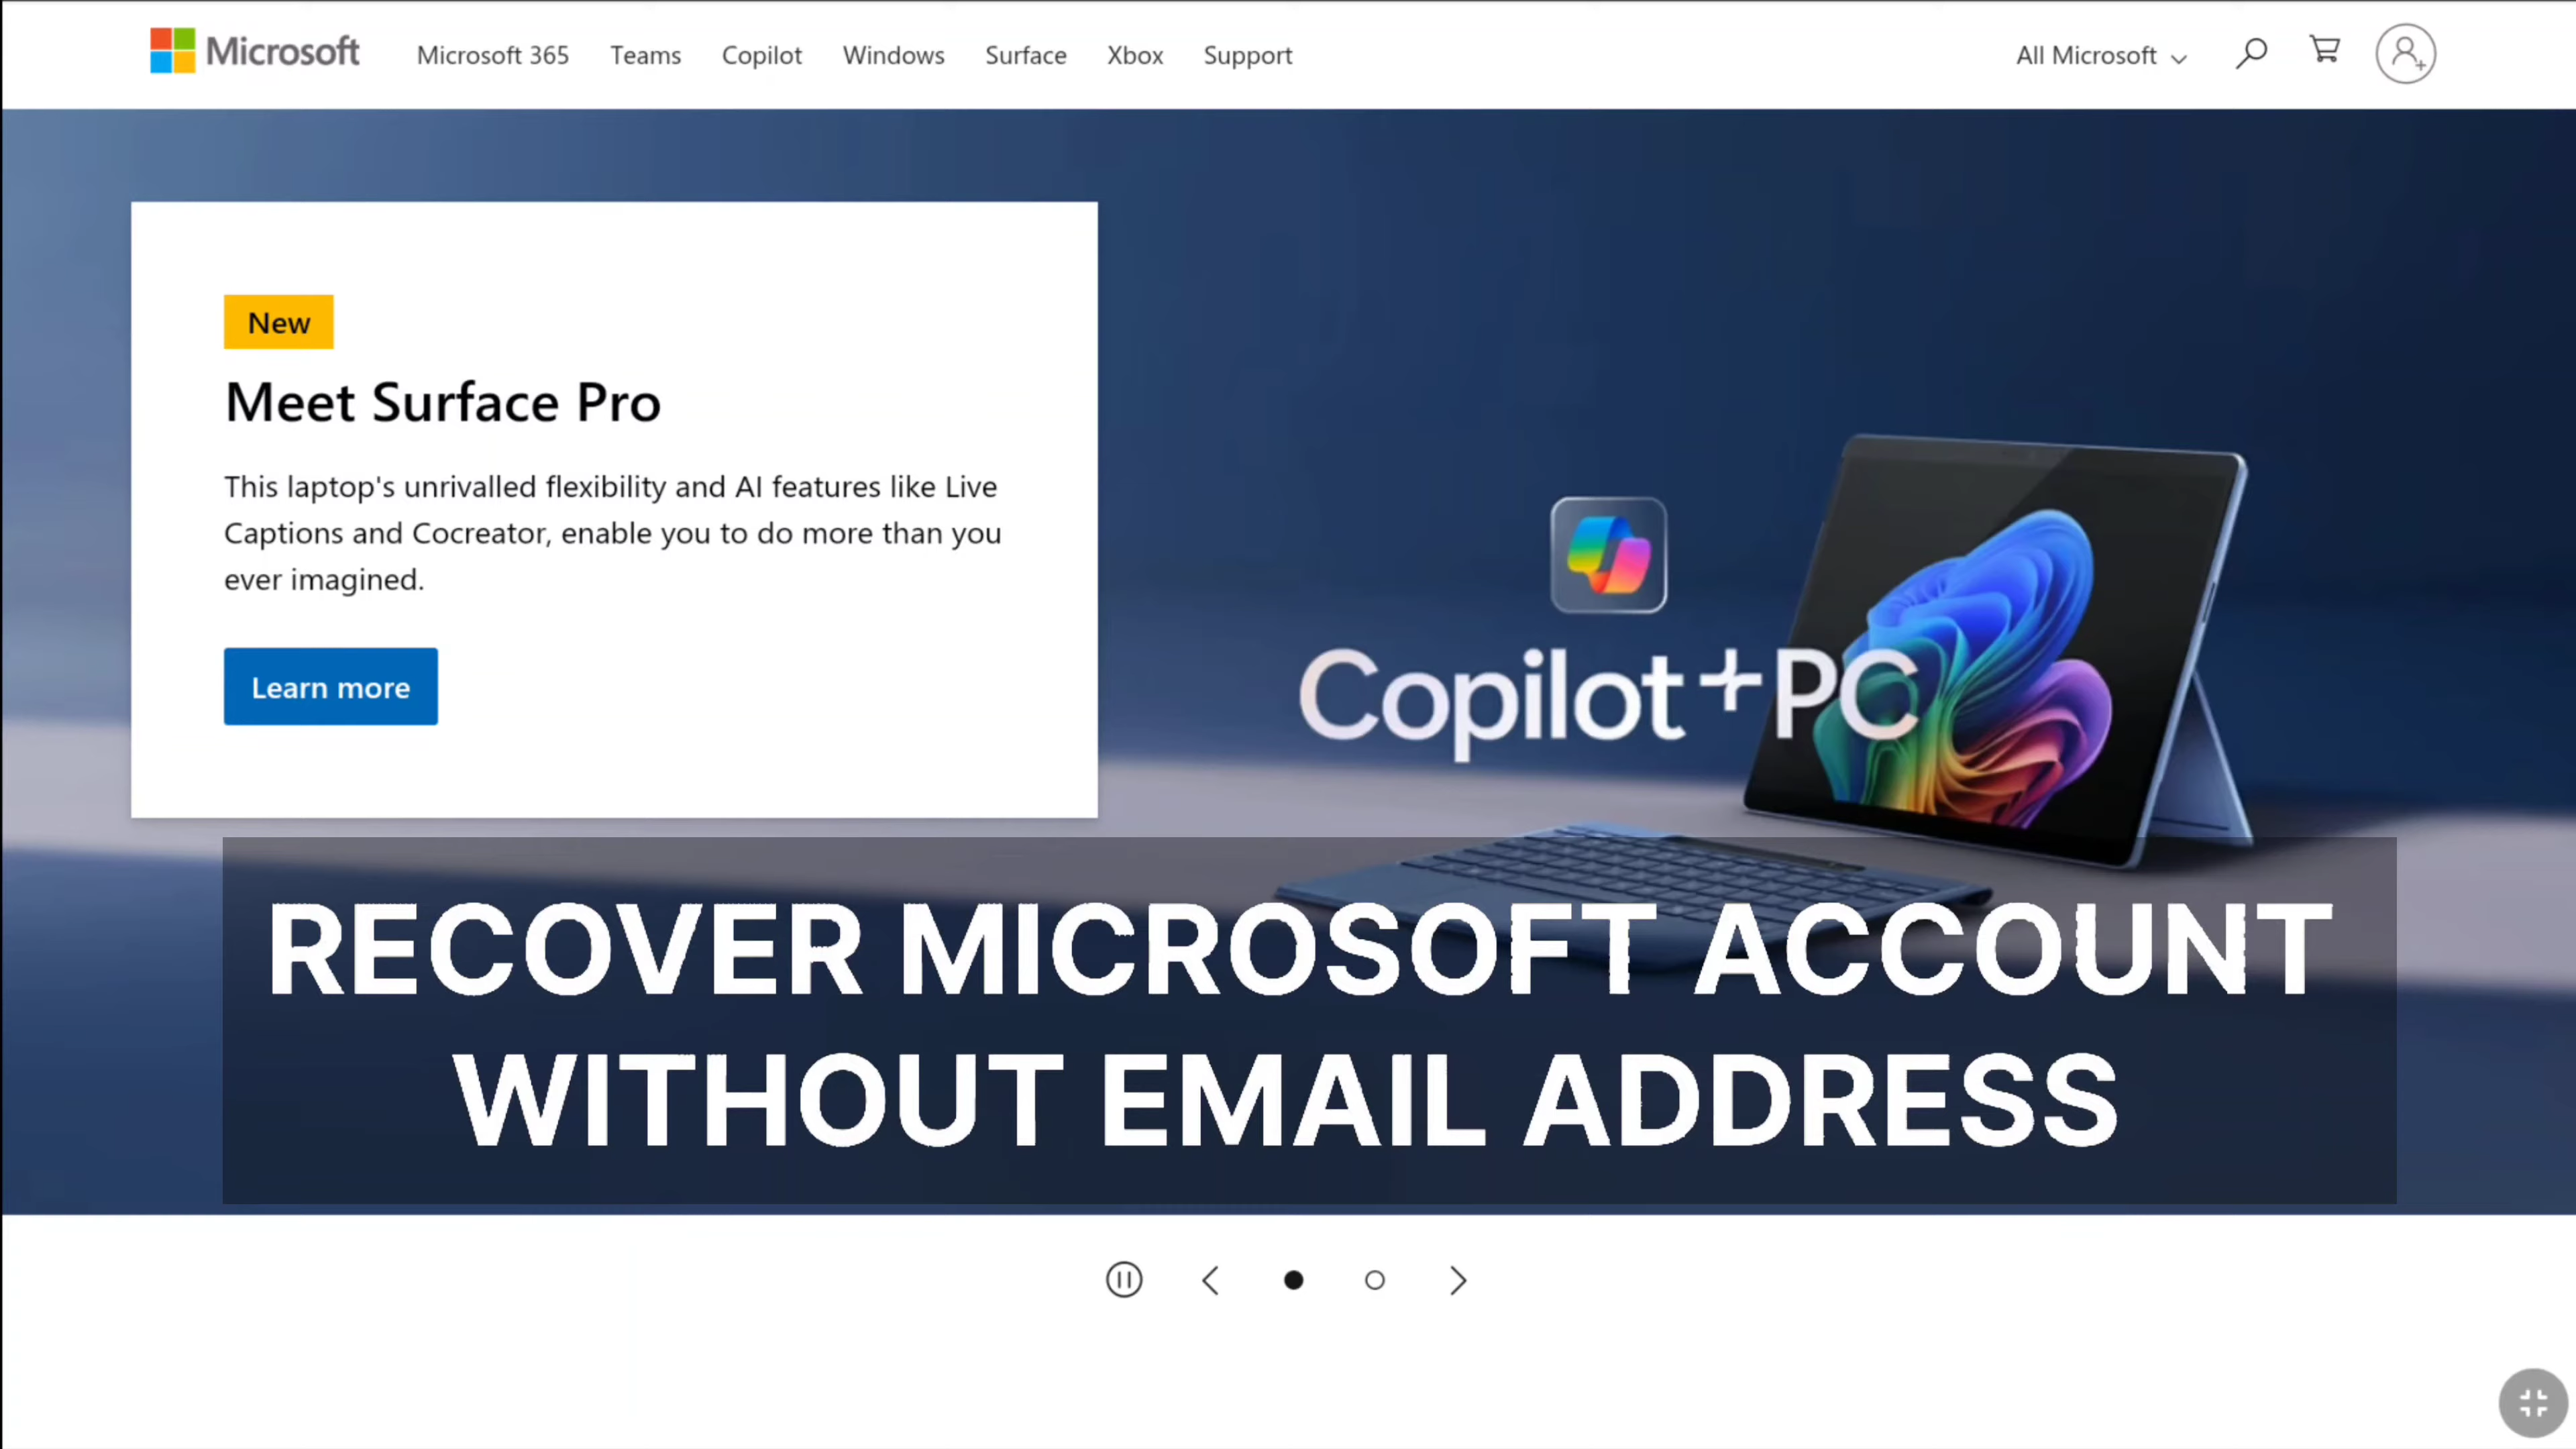 Microsoft Microsoft 365 Teams Copilot Windows Surface Xbox Support All Microsoft
New
Meet Surface Pro
This laptop's unrivalled flexibility and AI features like Live
Captions and Cocreator, enable you to do more than you
ever imagined.
Learn more
Copilot+PC
RECOVER MICROSOFT ACCOUNT
WITHOUT EMAIL ADDRESS